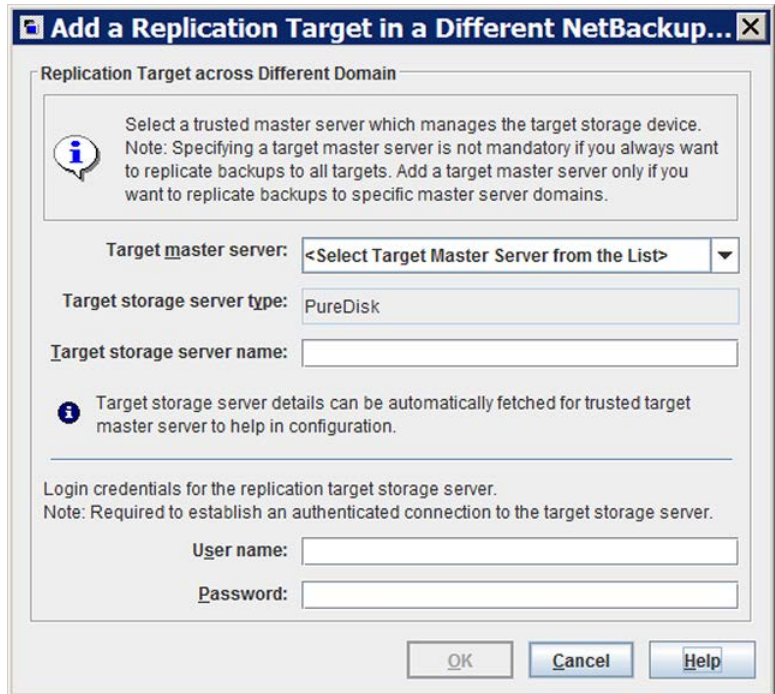 Add a Replication Target in a Different NetBackup...
Replication Target across Different Domain
Select a trusted master server which manages the target storage device.
Note: Specifying a target master server is not mandatory if you always want
to replicate backups to all targets. Add a target master server only if you
want to replicate backups to specific master server domains.
Target master server: <Select Target Master Server from the List>
Target storage server type: PureDisk
Target storage server name:
Target storage server details can be automatically fetched for trusted target
master server to help in configuration.
Login credentials for the replication target storage server.
Note: Required to establish an authenticated connection to the target storage server.
User name:
Password:
OK Cancel Help